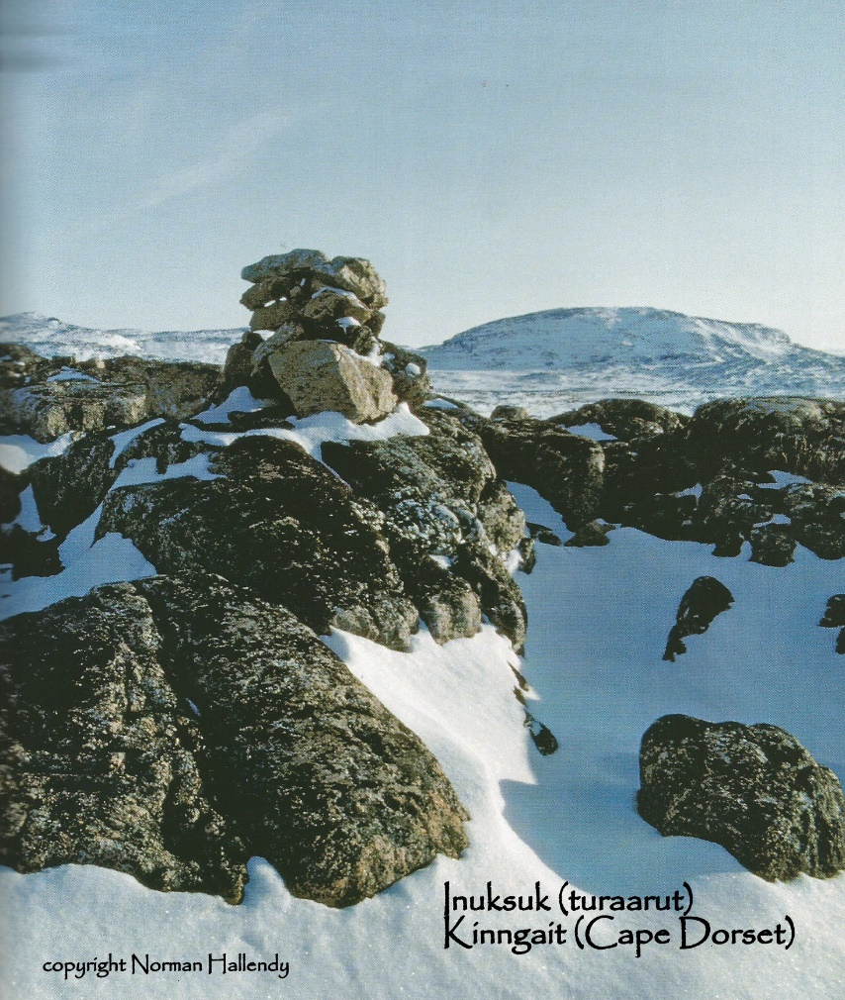 Inuksuk (turaarut)
Kinngait (Cape Dorset)
copyright Norman Hallendy